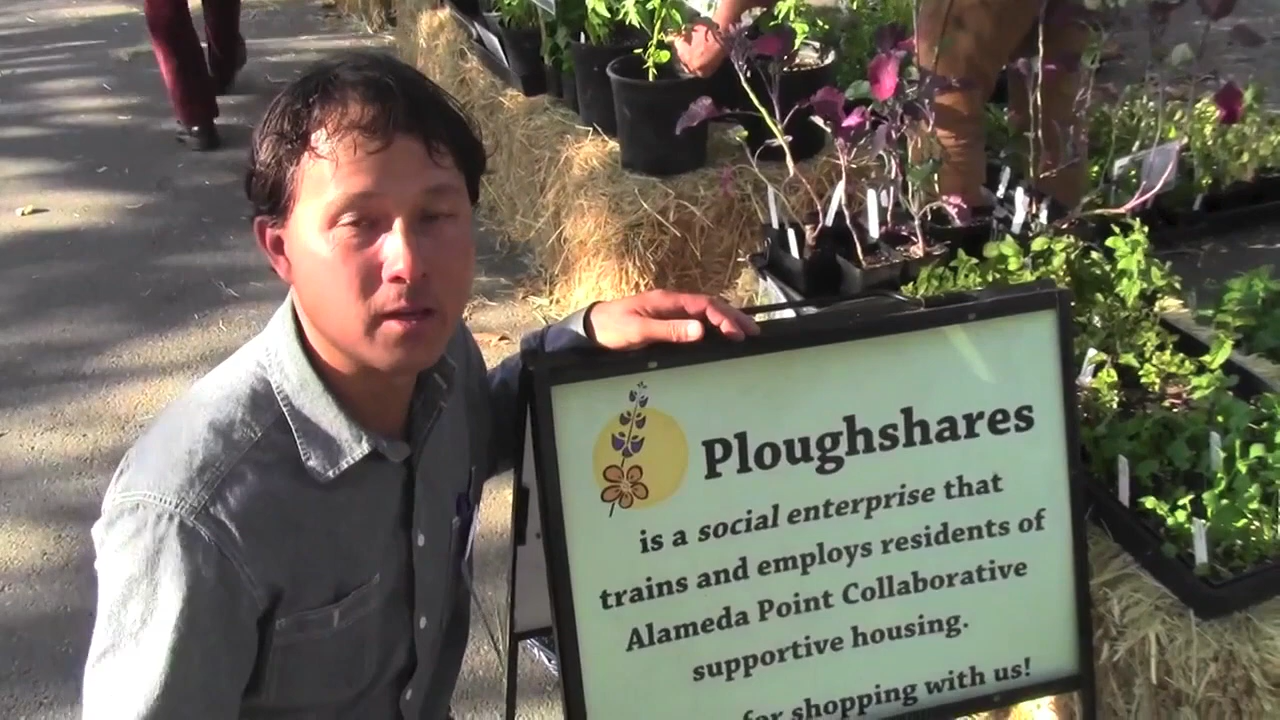 Ploughshares
is a social enterprise that
trains and employs residents of
Alameda Point Collaborative
supportive housing.
for shopping with us!